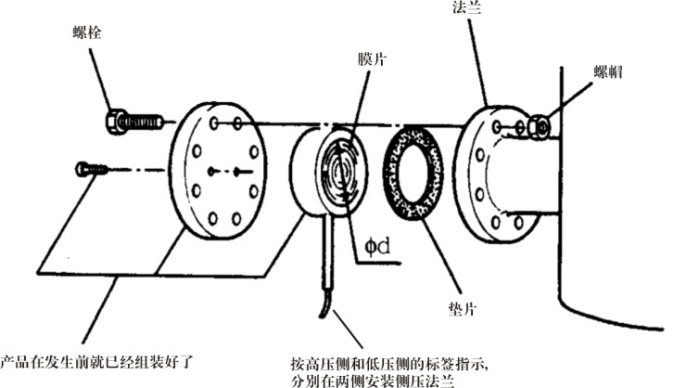 法兰
螺栓
膜片
螺帽
ϕd
垫片
产品在发生前就已经组装好了
按高压侧和低压侧的标签指示,
分别在两侧安装侧压法兰